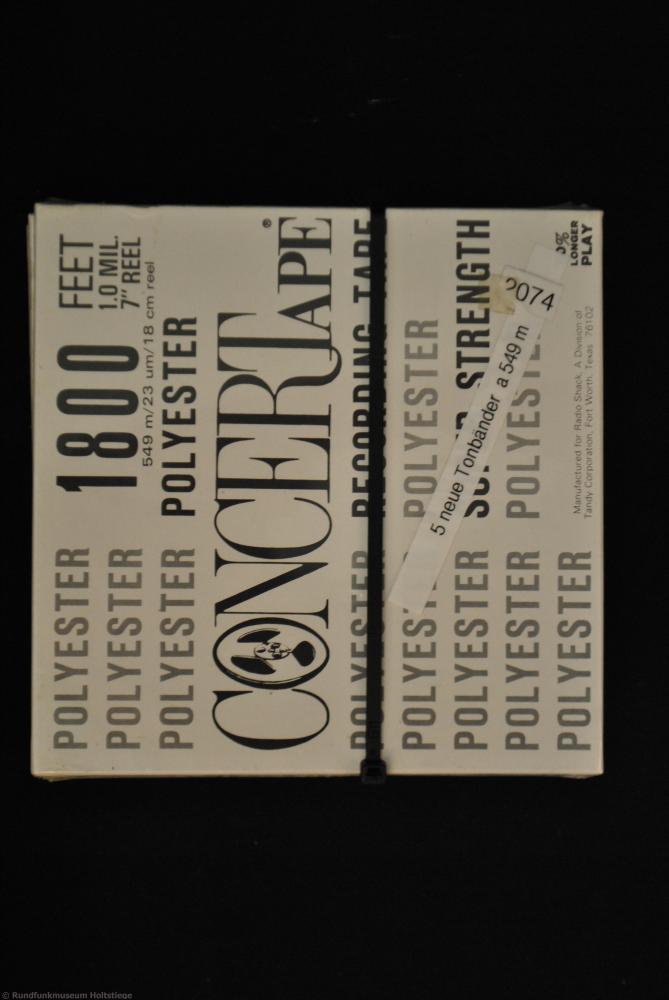 POLYESTER 1800 FEET
POLYESTER 1.0 MIL.
7" REEL
549 m/23 um/18 cm reel
POLYESTER POLYESTER
CONCERTAPE®
POLYESTER RECORDING TAPE
POLYESTER POLYESTER
POLYESTER SUPER STRENGTH
POLYESTER POLYESTER
POLYESTER
LONGER
PLAY
Manufactured for Radio Shack, A Division of
Tandy Corporation, Fort Worth, Texas 76102
2074
5 neue Tonbänder a 549 m
© Rundfunkmuseum Holtstiege